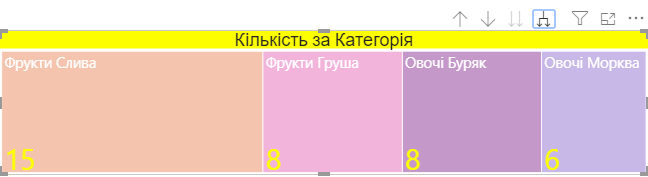 Кількість за Категорія
Фрукти Слива
Фрукти Груша
Овочі Буряк
Овочі Морква
15
8
8
6